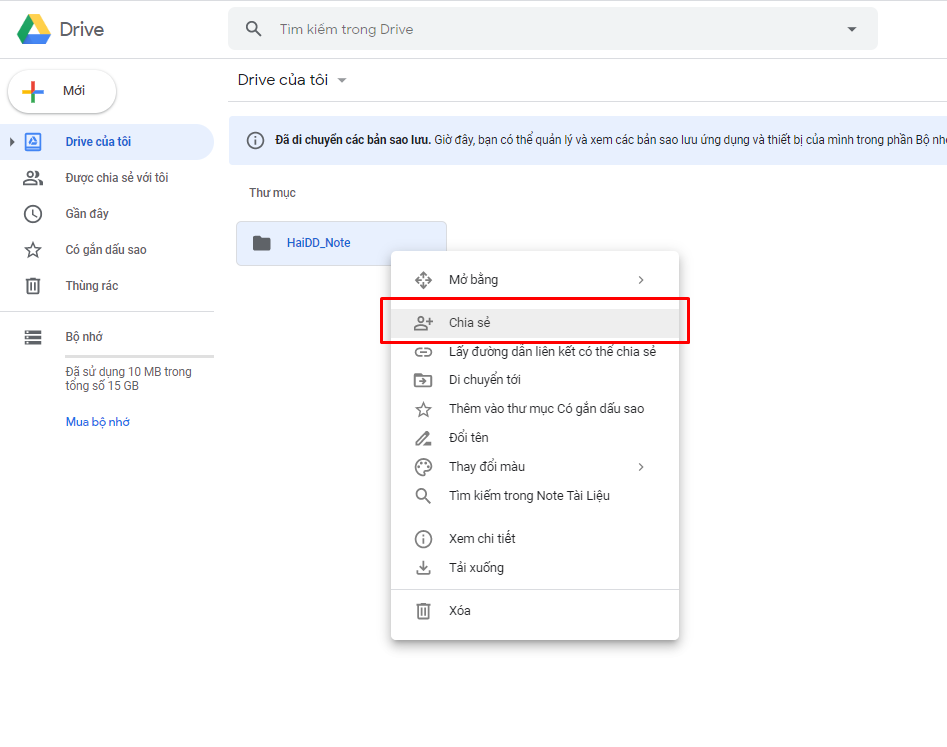 Drive
Tìm kiếm trong Drive
Mới
Drive của tôi
Drive của tôi
Được chia sẻ với tôi
Gần đây
Có gắn dấu sao
Thùng rác
Bộ nhớ
Đã sử dụng 10 MB trong
tổng số 15 GB
Mua bộ nhớ
Đã di chuyển các bản sao lưu. Giờ đây, bạn có thể quản lý và xem các bản sao lưu ứng dụng và thiết bị của mình trong phần Bộ nhớ
Thư mục
HaiDD_Note
Mở bằng
Chia sẻ
Lấy đường dẫn liên kết có thể chia sẻ
Di chuyển tới
Thêm vào thư mục Có gắn dấu sao
Đổi tên
Thay đổi màu
Tìm kiếm trong Note Tài Liệu
Xem chi tiết
Tải xuống
Xóa